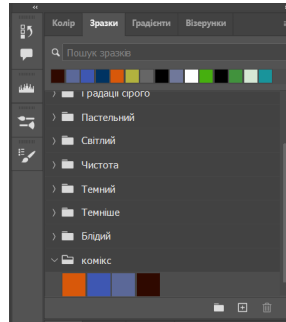 Колір Зразки Градієнти Візерунки
Пошук зразків
Градації сірого
Пастельний
Світлий
Чистота
Темний
Темніше
Блідий
комікс